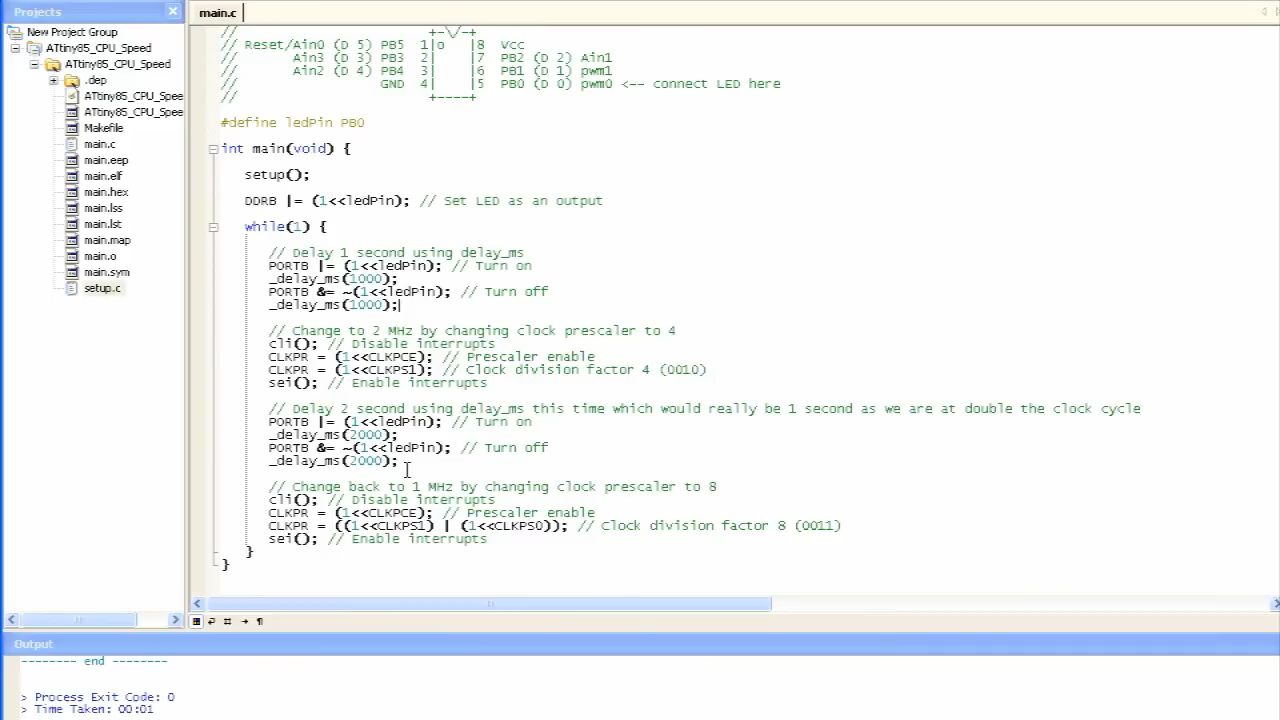 Projects
New Project Group
ATtiny85_CPU_Speed
ATtiny85_CPU_Speed
.dep
ATtiny85_CPU_Spee
ATtiny85_CPU_Spee
Makefile
main.c
main.eep
main.elf
main.hex
main.lss
main.lst
main.map
main.o
main.sym
setup.c
main.c
// +-\/-+
// Reset/Ain0 (D 5) PB5 1|o |8 Vcc
// Ain3 (D 3) PB3 2| |7 PB2 (D 2) Ain1
// Ain2 (D 4) PB4 3| |6 PB1 (D 1) pwm1
// GND 4| |5 PB0 (D 0) pwm0 <-- connect LED here
// +----+
#define ledPin PB0
int main(void) {
setup();
DDRB |= (1<<ledPin); // Set LED as an output
while(1) {
// Delay 1 second using delay_ms
PORTB |= (1<<ledPin); // Turn on
_delay_ms(1000);
PORTB &= ~(1<<ledPin); // Turn off
_delay_ms(1000);
// Change to 2 MHz by changing clock prescaler to 4
cli(); // Disable interrupts
CLKPR = (1<<CLKPCE); // Prescaler enable
CLKPR = (1<<CLKPS1); // Clock division factor 4 (0010)
sei(); // Enable interrupts
// Delay 2 second using delay_ms this time which would really be 1 second as we are at double the clock cycle
PORTB |= (1<<ledPin); // Turn on
_delay_ms(2000);
PORTB &= ~(1<<ledPin); // Turn off
_delay_ms(2000);
// Change back to 1 MHz by changing clock prescaler to 8
cli(); // Disable interrupts
CLKPR = (1<<CLKPCE); // Prescaler enable
CLKPR = ((1<<CLKPS1) | (1<<CLKPS0)); // Clock division factor 8 (0011)
sei(); // Enable interrupts
}
}
Output
-------- end --------
> Process Exit Code: 0
> Time Taken: 00:01